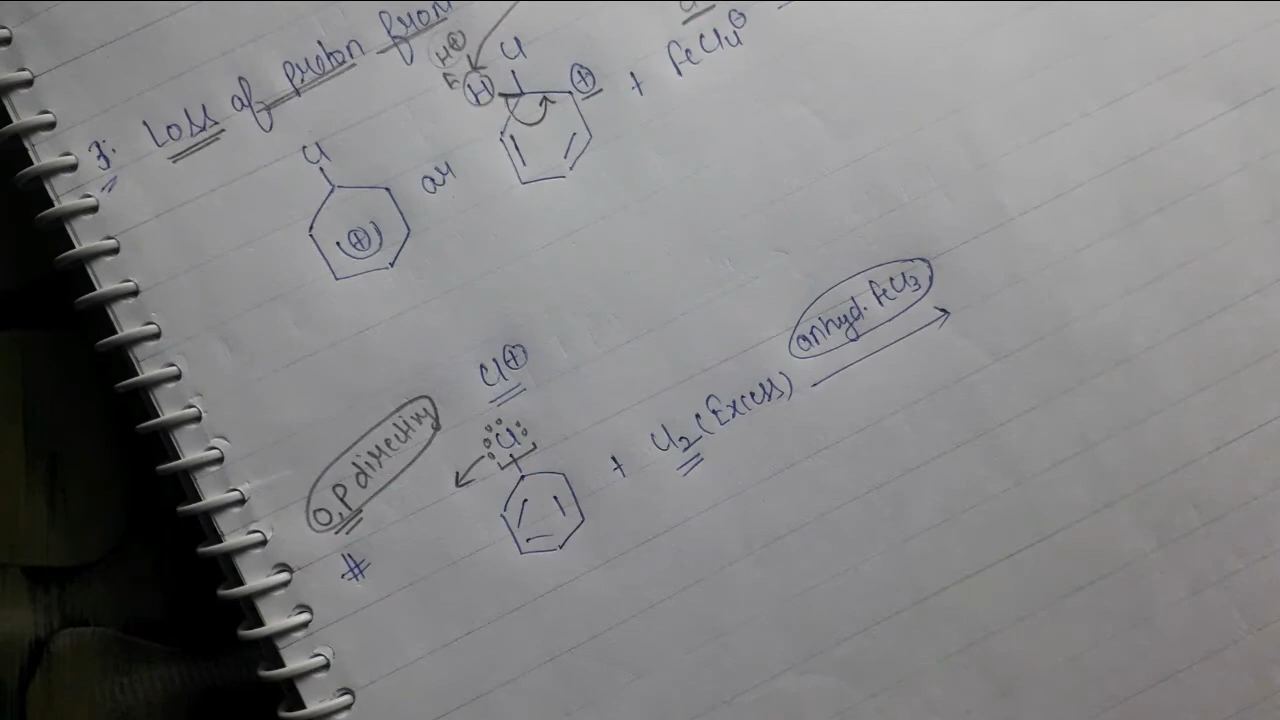 3. Loss of proton from
H⊕
H
Cl
⊕
+ FeCl4⊖
Cl
⊕
or
Cl⊕
o,p directing
#
Cl
+ Cl2 (Excess)
anhyd. FeCl3